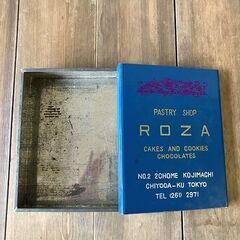 PASTRY SHOP
ROZA
CAKES AND COOKIES
CHOCOLATES
NO.2 2CHOME KOJIMACHI
CHIYODA-KU TOKYO
TEL (261) 2971